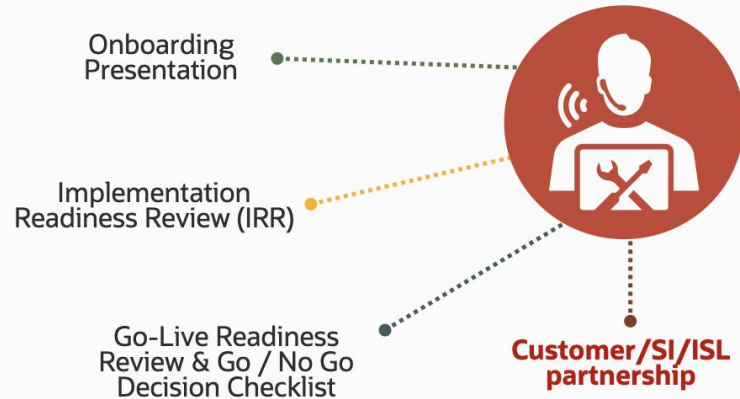 Onboarding
Presentation
Implementation
Readiness Review (IRR)
Go-Live Readiness
Review & Go / No Go
Decision Checklist
Customer/SI/ISL
partnership